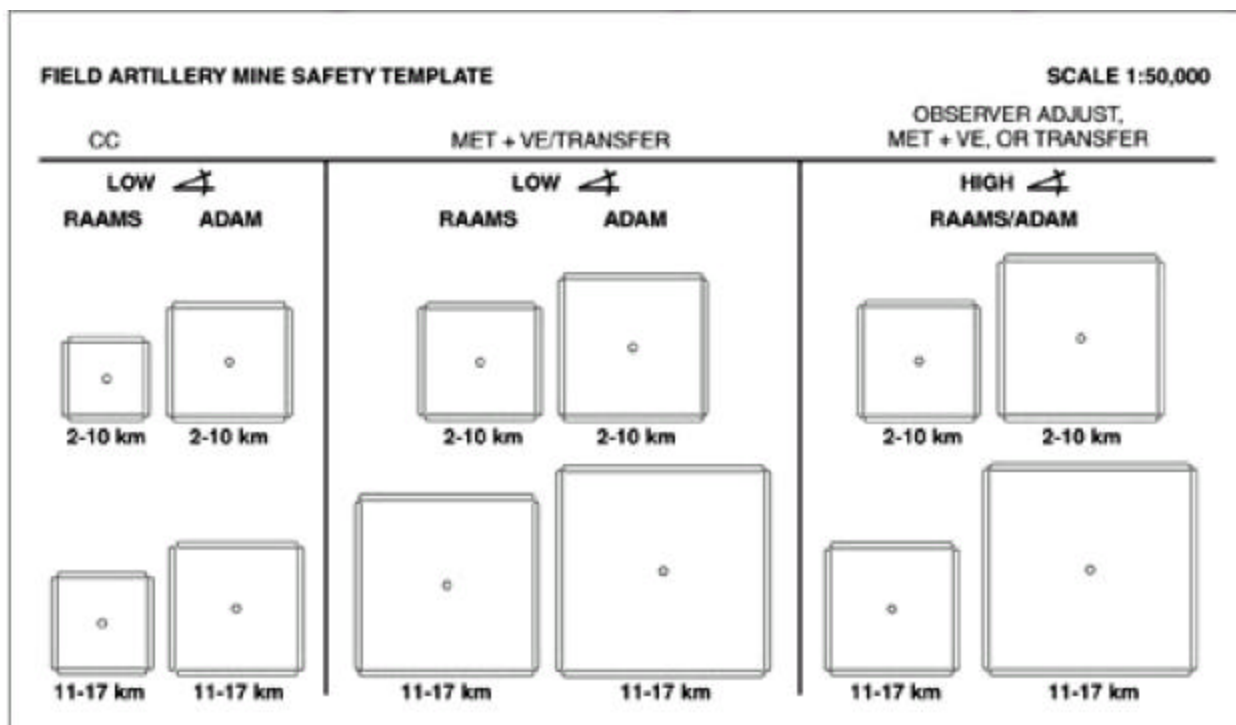 FIELD ARTILLERY MINE SAFETY TEMPLATE
SCALE 1:50,000
CC
MET + VE/TRANSFER
OBSERVER ADJUST,
MET + VE, OR TRANSFER
LOW
RAAMS ADAM
2-10 km 2-10 km
11-17 km 11-17 km
LOW
RAAMS ADAM
2-10 km 2-10 km
11-17 km 11-17 km
HIGH
RAAMS/ADAM
2-10 km 2-10 km
11-17 km 11-17 km